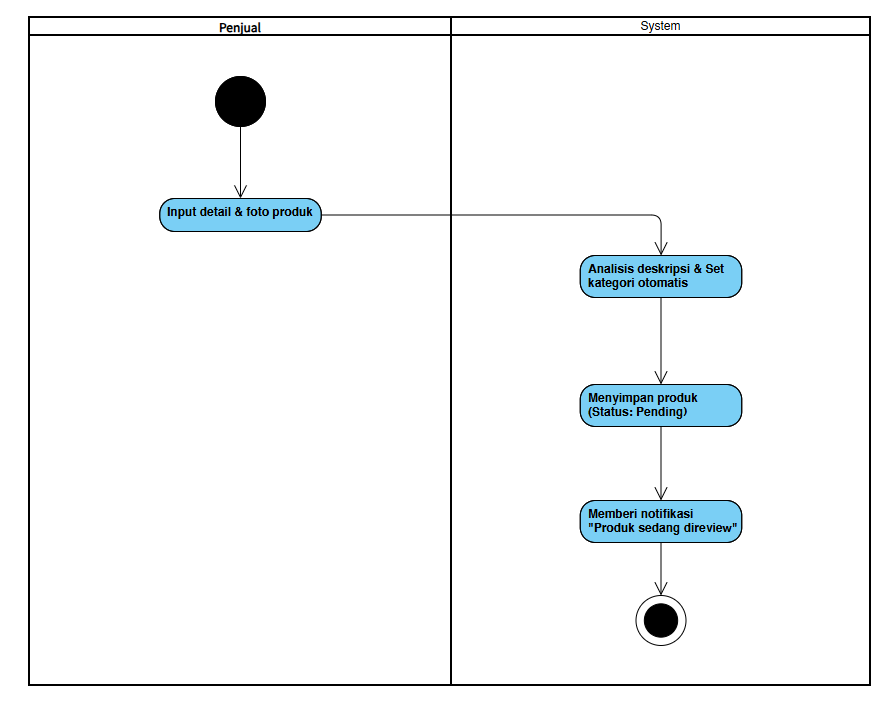 Penjual
System
Input detail & foto produk
Analisis deskripsi & Set
kategori otomatis
Menyimpan produk
(Status: Pending)
Memberi notifikasi
"Produk sedang direview"